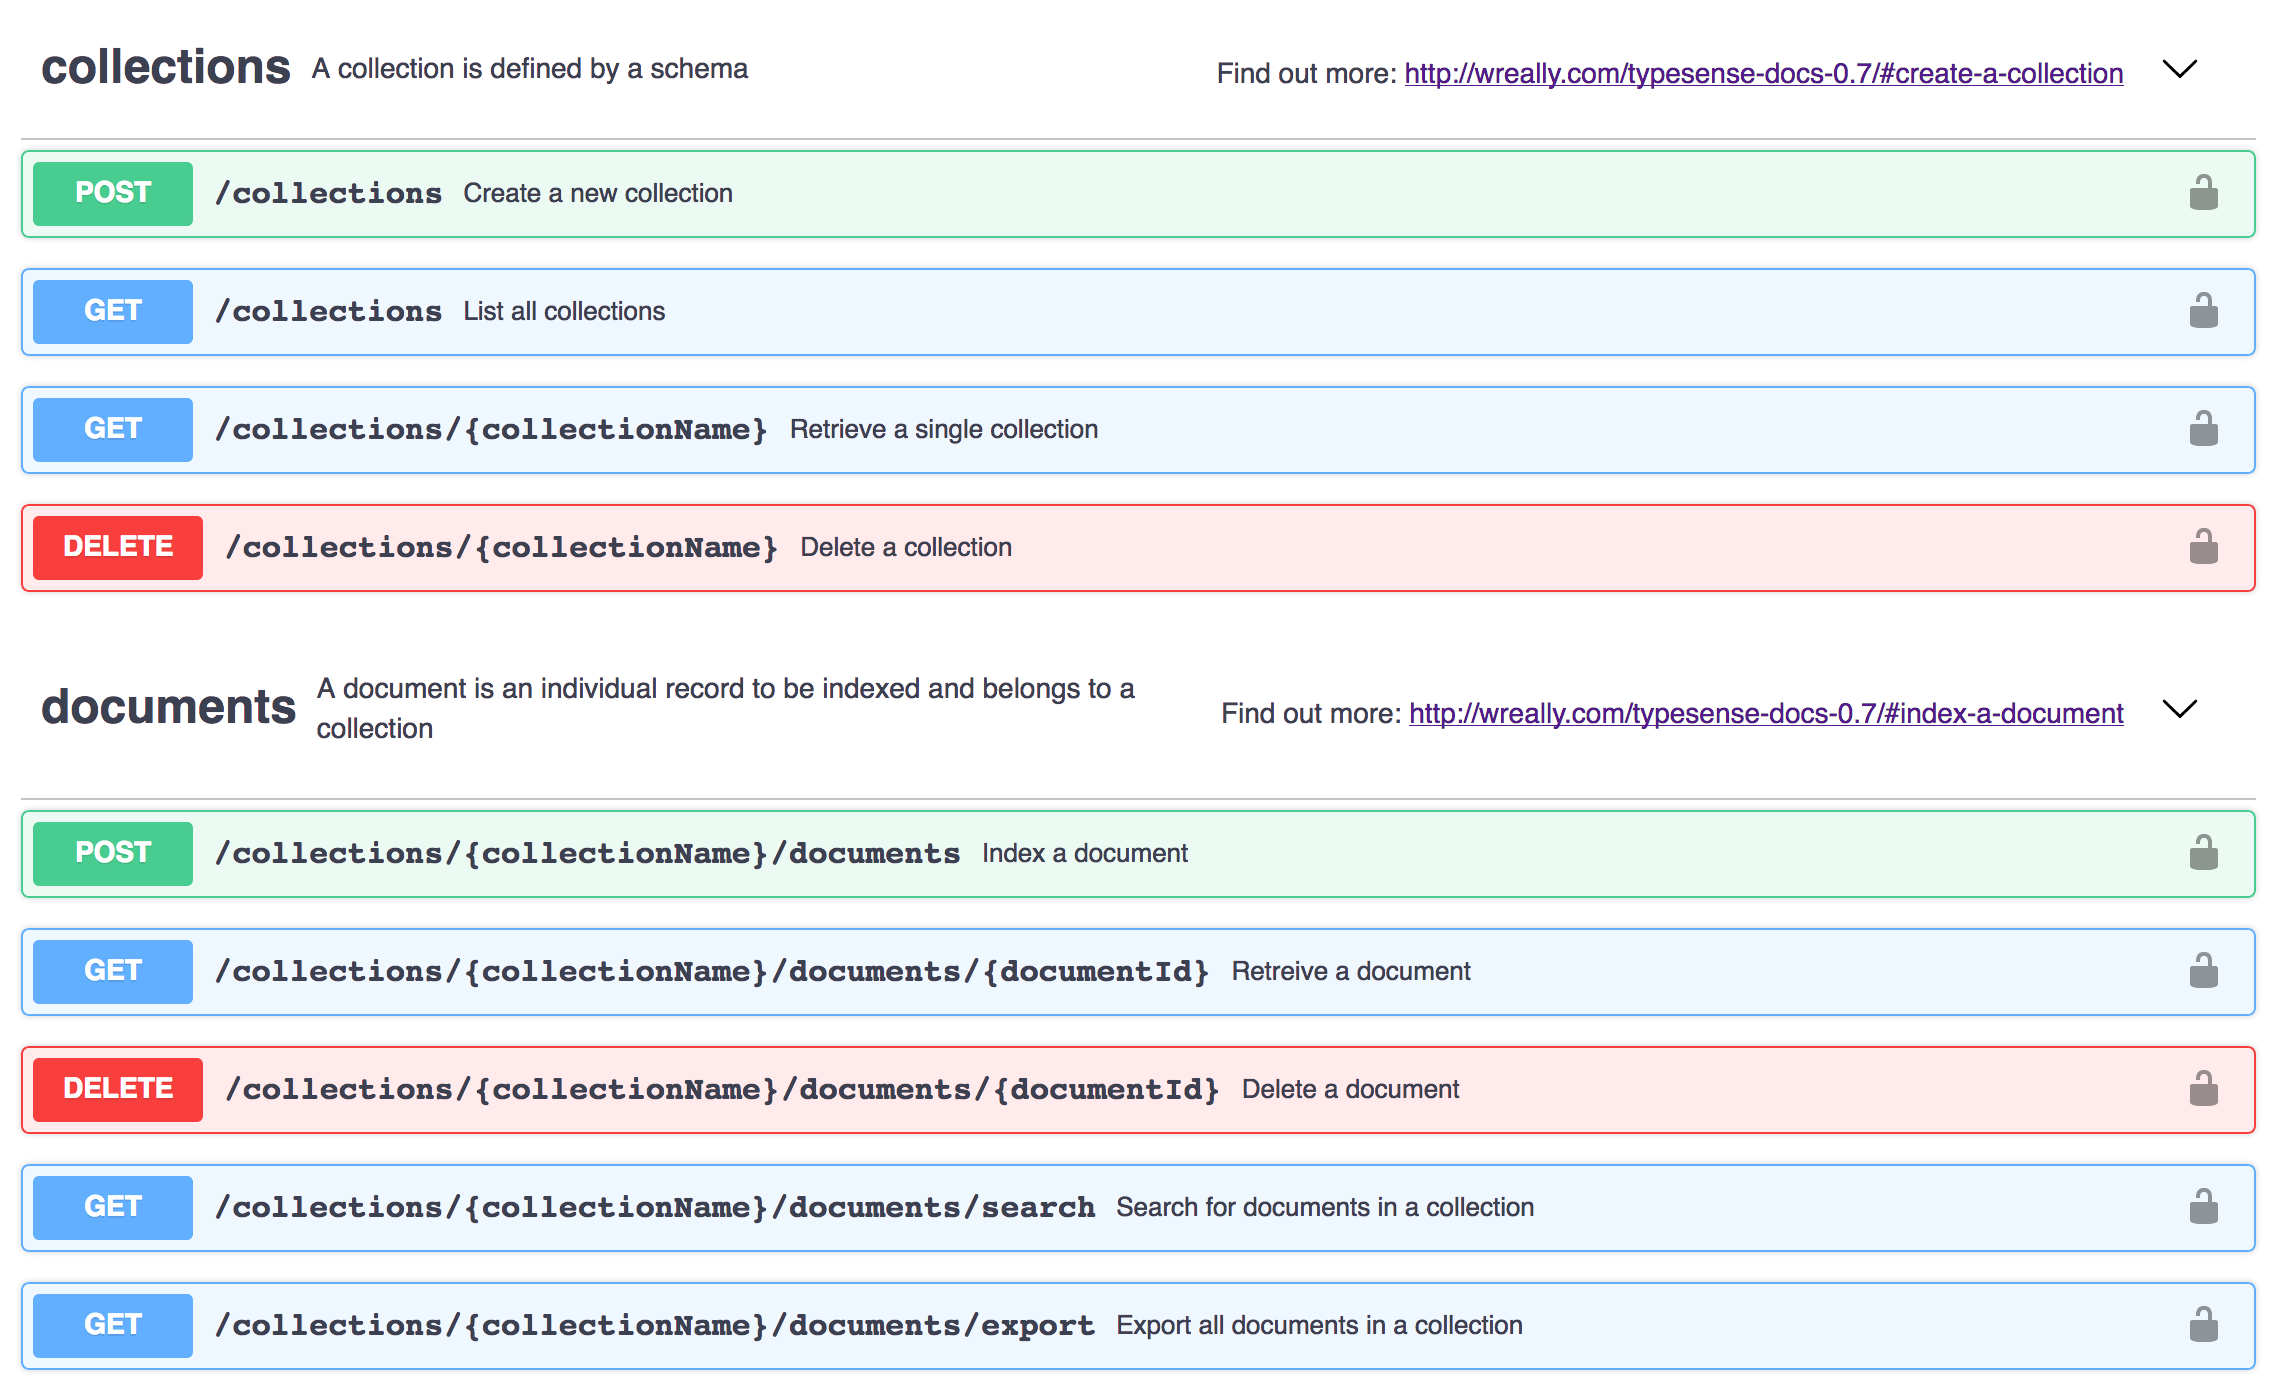 collections A collection is defined by a schema Find out more: http://wreally.com/typesense-docs-0.7/#create-a-collection
POST /collections Create a new collection
GET /collections List all collections
GET /collections/{collectionName} Retrieve a single collection
DELETE /collections/{collectionName} Delete a collection
documents A document is an individual record to be indexed and belongs to a
collection
Find out more: http://wreally.com/typesense-docs-0.7/#index-a-document
POST /collections/{collectionName}/documents Index a document
GET /collections/{collectionName}/documents/{documentId} Retreive a document
DELETE /collections/{collectionName}/documents/{documentId} Delete a document
GET /collections/{collectionName}/documents/search Search for documents in a collection
GET /collections/{collectionName}/documents/export Export all documents in a collection